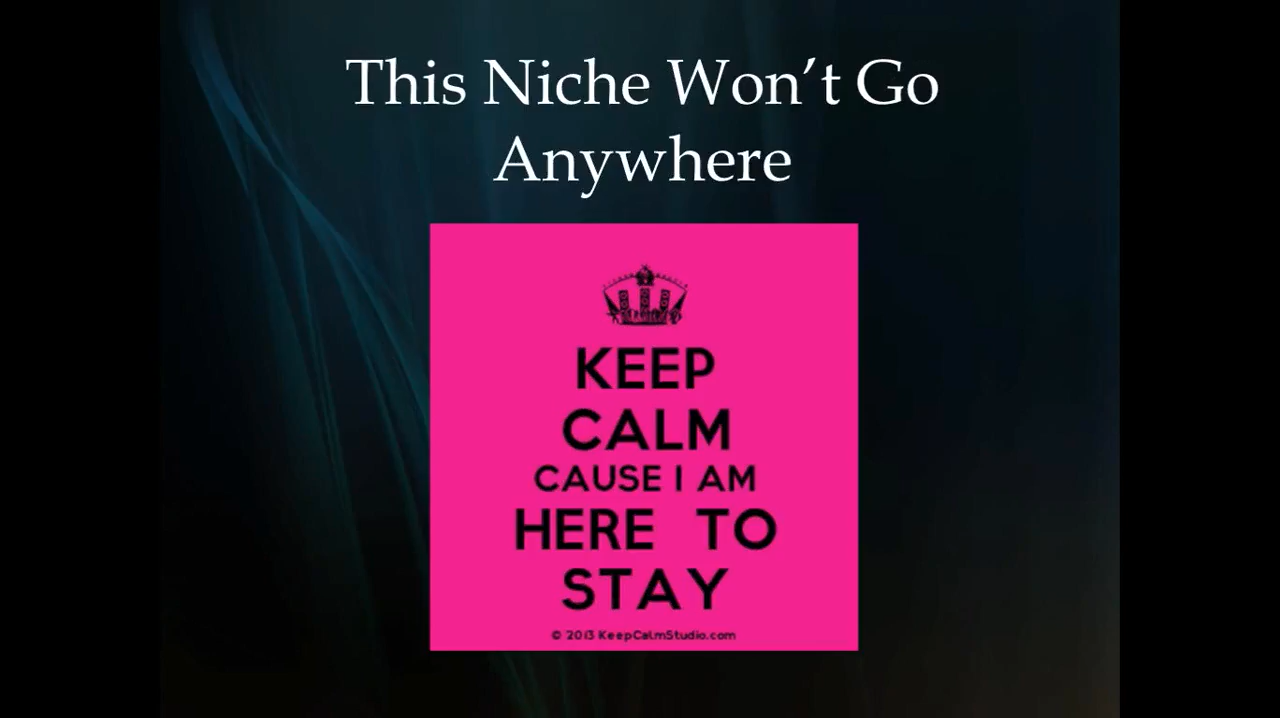 This Niche Won’t Go
Anywhere
KEEP
CALM
CAUSE I AM
HERE TO
STAY
© 2013 KeepCalmStudio.com